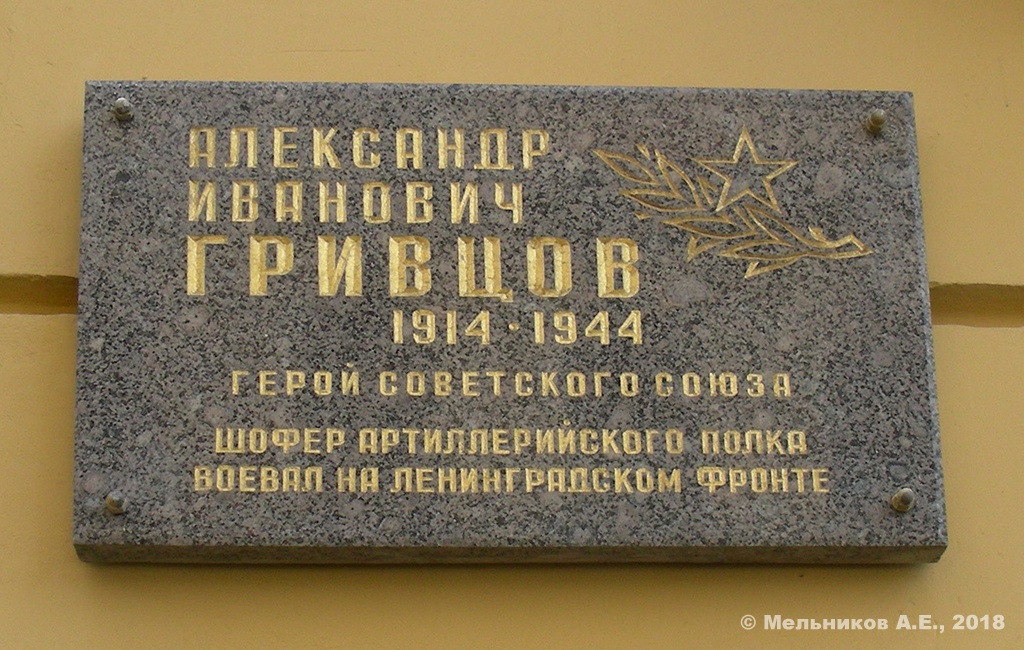 АЛЕКСАНДР
ИВАНОВИЧ
ГРИВЦОВ
1914 · 1944
ГЕРОЙ СОВЕТСКОГО СОЮЗА
ШОФЕР АРТИЛЛЕРИЙСКОГО ПОЛКА
ВОЕВАЛ НА ЛЕНИНГРАДСКОМ ФРОНТЕ
© Мельников А.Е., 2018